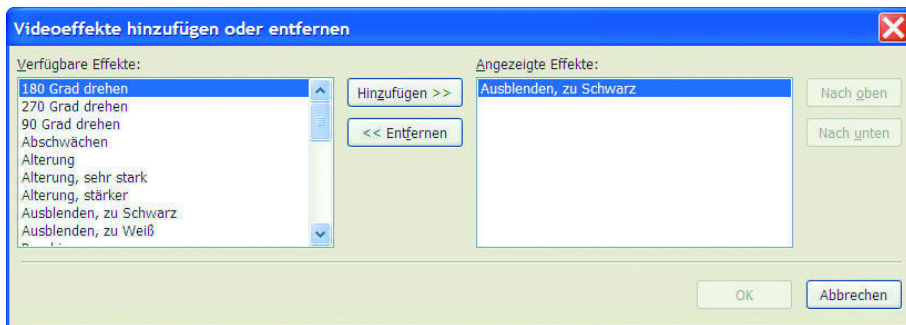 Videoeffekte hinzufügen oder entfernen
Verfügbare Effekte:
180 Grad drehen
270 Grad drehen
90 Grad drehen
Abschwächen
Alterung
Alterung, sehr stark
Alterung, stärker
Ausblenden, zu Schwarz
Ausblenden, zu Weiß
Hinzufügen >>
<< Entfernen
Angezeigte Effekte:
Ausblenden, zu Schwarz
Nach oben
Nach unten
OK
Abbrechen